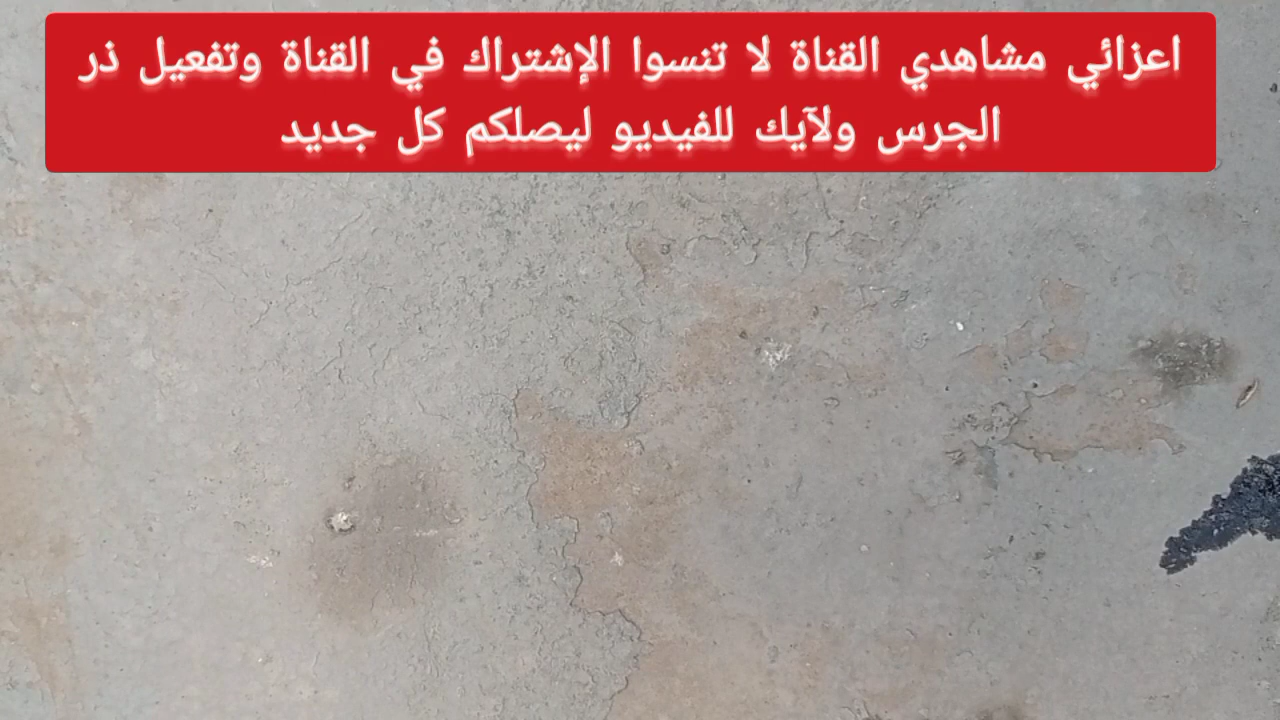 اعزائي مشاهدي القناة لا تنسوا الإشتراك في القناة وتفعيل ذر
الجرس ولآيك للفيديو ليصلكم كل جديد